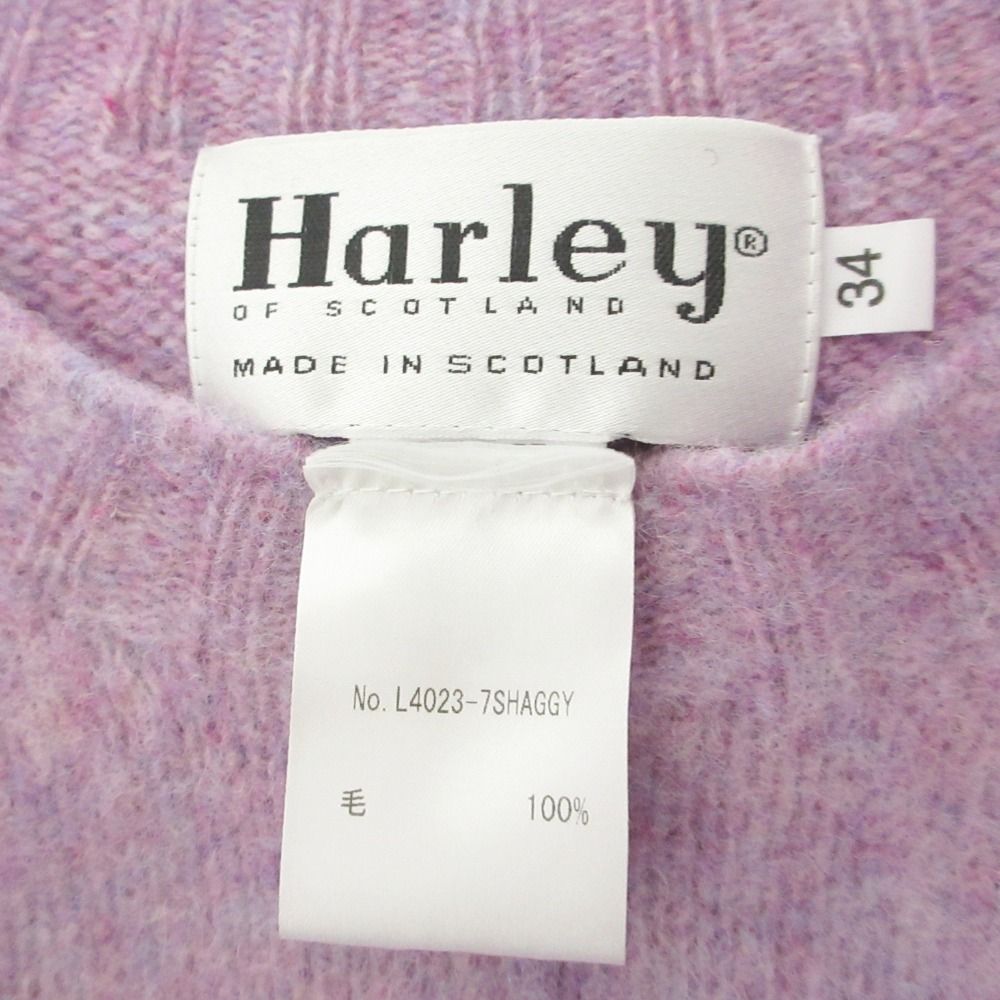 Harley®
OF SCOTLAND
MADE IN SCOTLAND
34
No. L4023-7SHAGGY
毛 100%